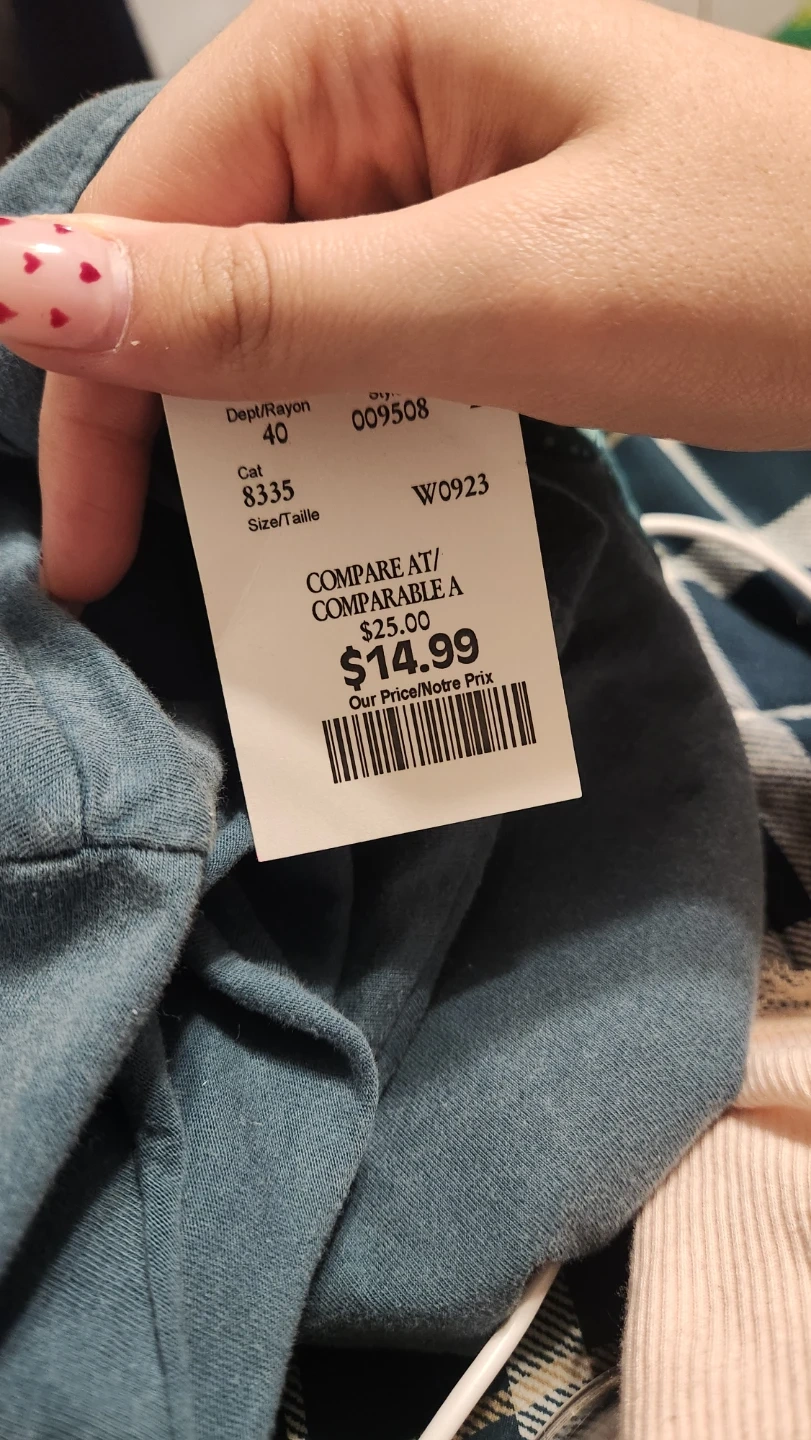 Dept/Rayon
40
009508
Cat
8335
W0923
Size/Taille
COMPARE AT/
COMPARABLE A
$25.00
$14.99
Our Price/Notre Prix